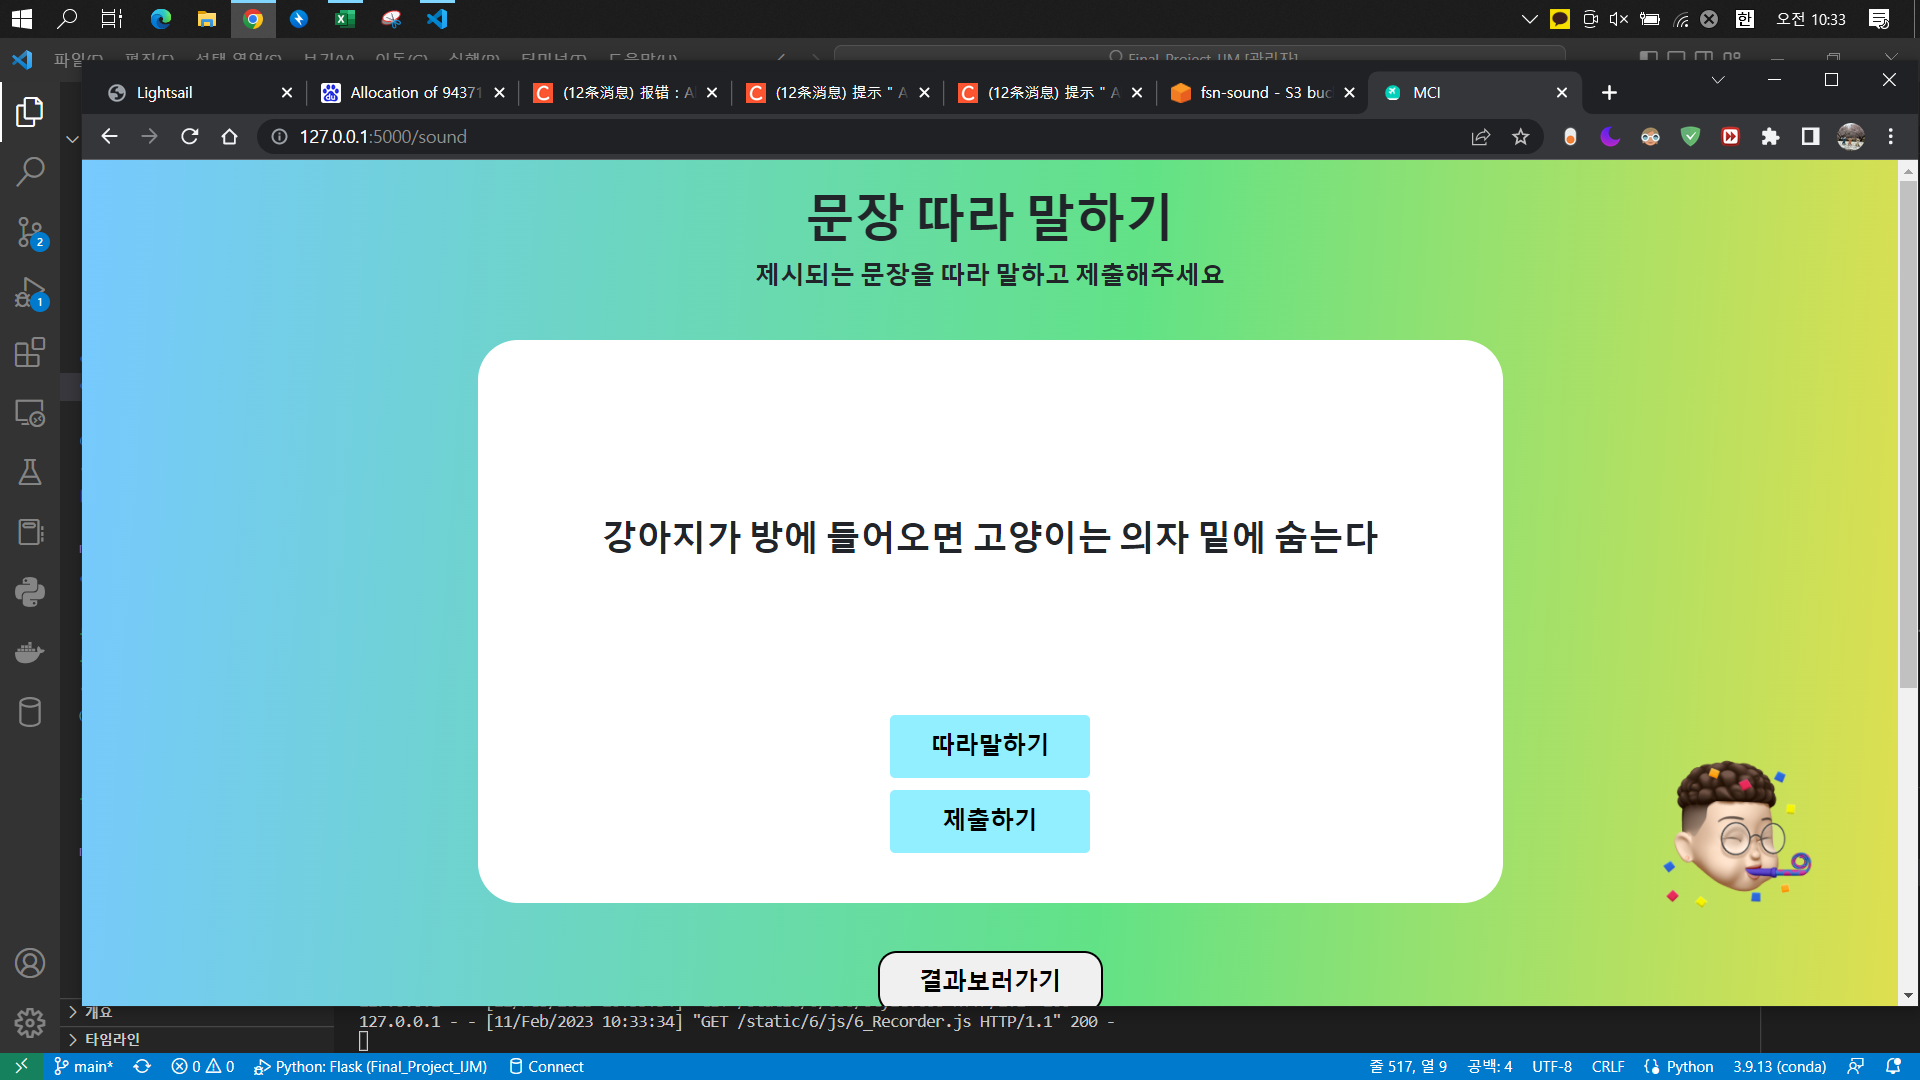 오전 10:33
Lightsail
Allocation of 94371
(12条消息) 报错：Al
(12条消息) 提示 " A
(12条消息) 提示 " A
fsn-sound - S3 buc
MCI
127.0.0.1:5000/sound
문장 따라 말하기
제시되는 문장을 따라 말하고 제출해주세요
강아지가 방에 들어오면 고양이는 의자 밑에 숨는다
따라말하기
제출하기
결과보러가기
2
1
개요
127.0.0.1 - - [11/Feb/2023 10:33:34] "GET /static/6/js/6_Recorder.js HTTP/1.1" 200 -
타임라인
main* 0 0 Python: Flask (Final_Project_IJM) Connect 줄 517, 열 9 공백: 4 UTF-8 CRLF Python 3.9.13 (conda)